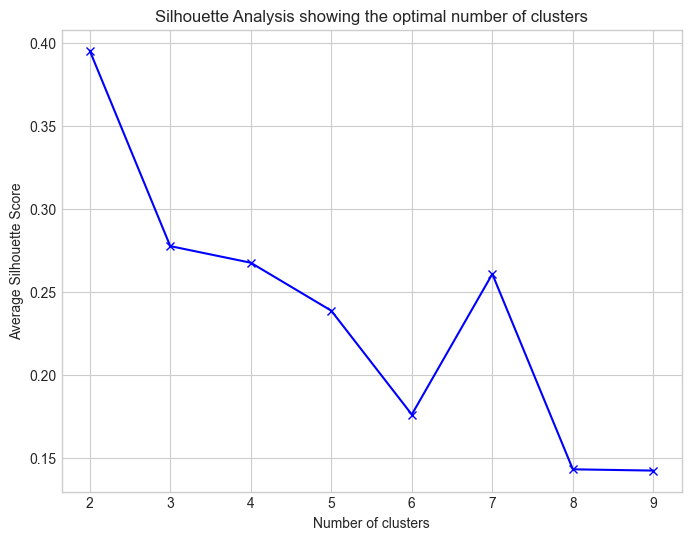 Silhouette Analysis showing the optimal number of clusters
Average Silhouette Score
0.40
0.35
0.30
0.25
0.20
0.15
2 3 4 5 6 7 8 9
Number of clusters